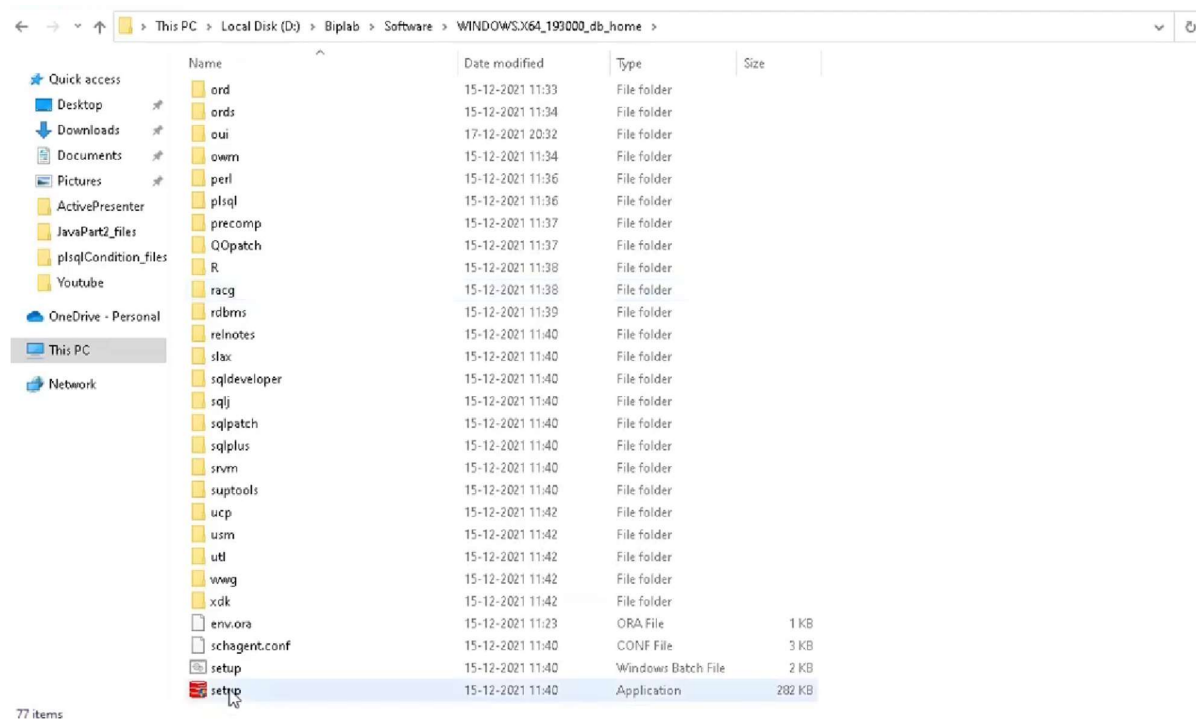 This PC > Local Disk (D:) > Biplab > Software > WINDOWS.X64_193000_db_home >
Name Date modified Type Size
Quick access
Desktop
Downloads
Documents
Pictures
ActivePresenter
JavaPart2_files
plsqlCondition_files
Youtube
OneDrive - Personal
This PC
Network
ord 15-12-2021 11:33 File folder
ords 15-12-2021 11:34 File folder
oui 17-12-2021 20:32 File folder
owm 15-12-2021 11:34 File folder
perl 15-12-2021 11:36 File folder
plsql 15-12-2021 11:36 File folder
precomp 15-12-2021 11:37 File folder
QOpatch 15-12-2021 11:37 File folder
R 15-12-2021 11:38 File folder
racg 15-12-2021 11:38 File folder
rdbms 15-12-2021 11:39 File folder
relnotes 15-12-2021 11:40 File folder
slax 15-12-2021 11:40 File folder
sqldeveloper 15-12-2021 11:40 File folder
sqlj 15-12-2021 11:40 File folder
sqlpatch 15-12-2021 11:40 File folder
sqlplus 15-12-2021 11:40 File folder
srvm 15-12-2021 11:40 File folder
suptools 15-12-2021 11:40 File folder
ucp 15-12-2021 11:42 File folder
usm 15-12-2021 11:42 File folder
utl 15-12-2021 11:42 File folder
wwg 15-12-2021 11:42 File folder
xdk 15-12-2021 11:42 File folder
env.ora 15-12-2021 11:23 ORA File 1 KB
schagent.conf 15-12-2021 11:40 CONF File 3 KB
setup 15-12-2021 11:40 Windows Batch File 2 KB
setup 15-12-2021 11:40 Application 282 KB
77 items